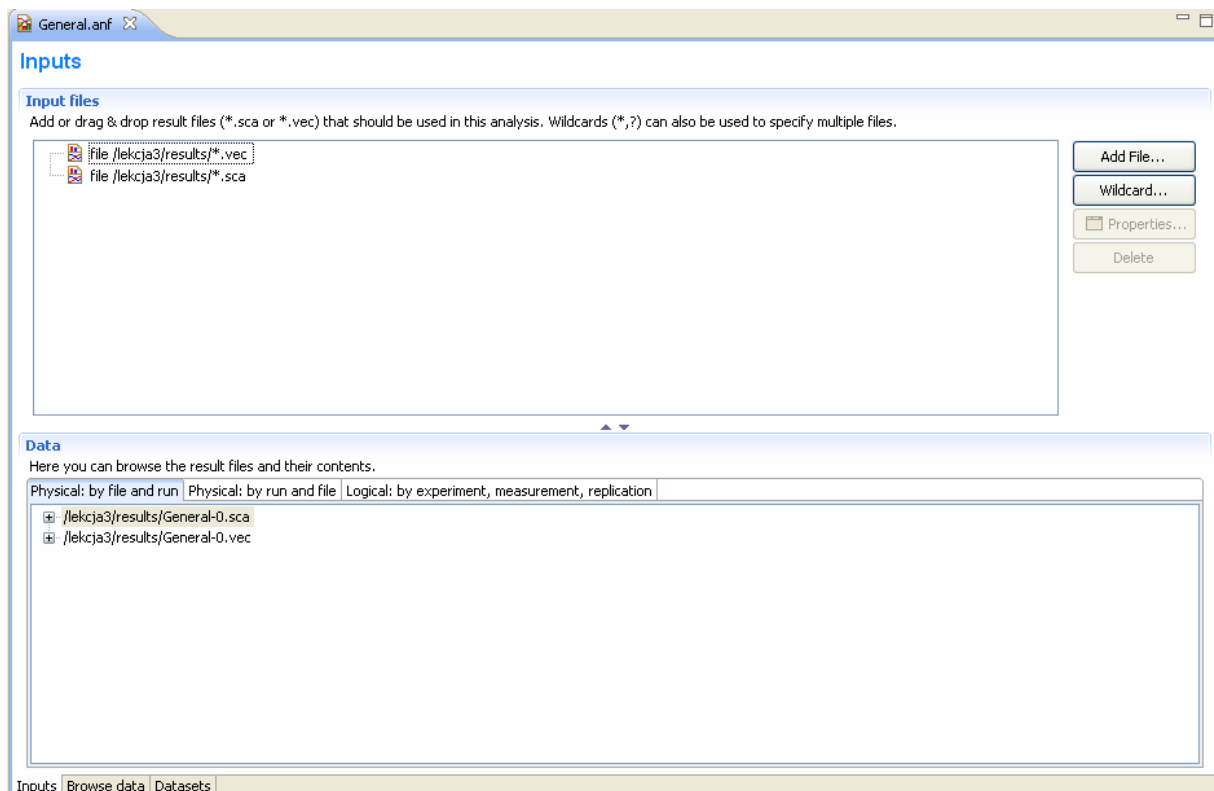 General.anf
Inputs
Input files
Add or drag & drop result files (*.sca or *.vec) that should be used in this analysis. Wildcards (*,?) can also be used to specify multiple files.
file /lekcja3/results/*.vec
file /lekcja3/results/*.sca
Add File...
Wildcard...
Properties...
Delete
Data
Here you can browse the result files and their contents.
Physical: by file and run Physical: by run and file Logical: by experiment, measurement, replication
/lekcja3/results/General-0.sca
/lekcja3/results/General-0.vec
Inputs Browse data Datasets